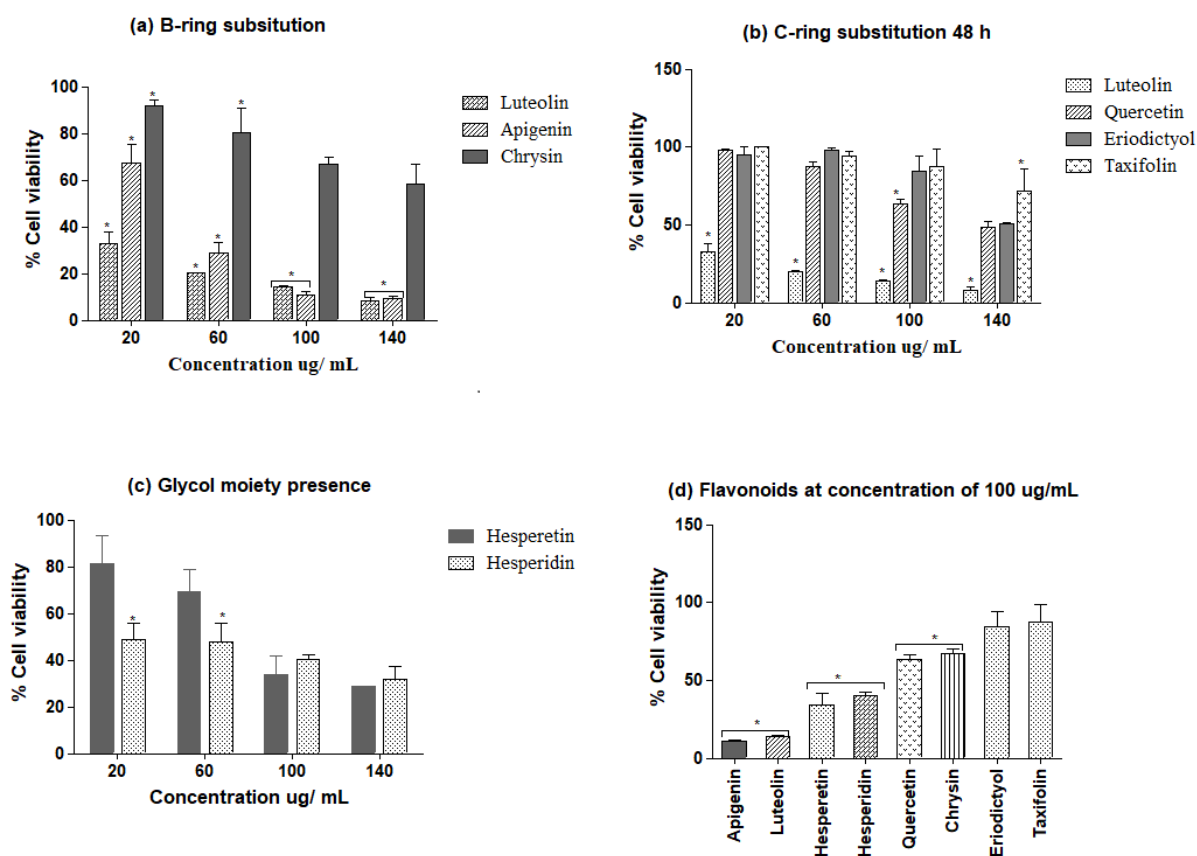 (a) B-ring subsitution
% Cell viability
100
80
60
40
20
0
* * * * * * * *
20 60 100 140
Concentration ug/ mL
Luteolin
Apigenin
Chrysin
(b) C-ring substitution 48 h
% Cell viability
150
100
50
0
* * * * * *
20 60 100 140
Concentration ug/ mL
Luteolin
Quercetin
Eriodictyol
Taxifolin
(c) Glycol moiety presence
% Cell viability
100
80
60
40
20
0
* *
20 60 100 140
Concentration ug/ mL
Hesperetin
Hesperidin
(d) Flavonoids at concentration of 100 ug/mL
% Cell viability
150
100
50
0
* * *
Apigenin
Luteolin
Hesperetin
Hesperidin
Quercetin
Chrysin
Eriodictyol
Taxifolin